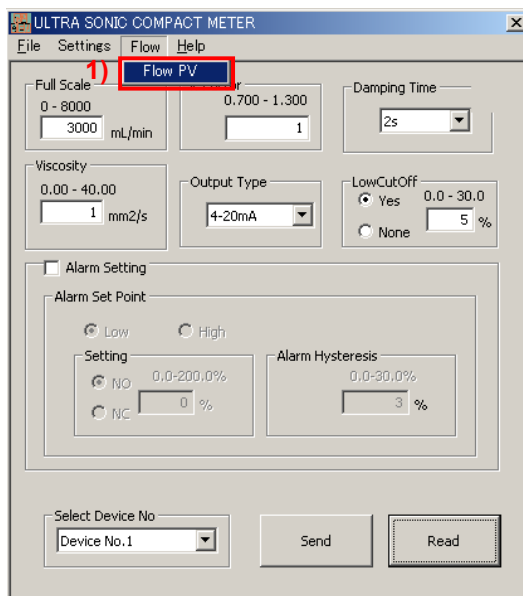 ULTRA SONIC COMPACT METER
File Settings Flow Help
1) Flow PV
Full Scale
0 - 8000
3000 mL/min
0.700 - 1.300
1
Damping Time
2s
Viscosity
0.00 - 40.00
1 mm2/s
Output Type
4-20mA
LowCutOff
Yes 0.0 - 30.0
5 %
None
Alarm Setting
Alarm Set Point
Low High
Setting
NO 0.0-200.0%
NC 0 %
Alarm Hysteresis
0.0-30.0%
3 %
Select Device No
Device No.1
Send
Read